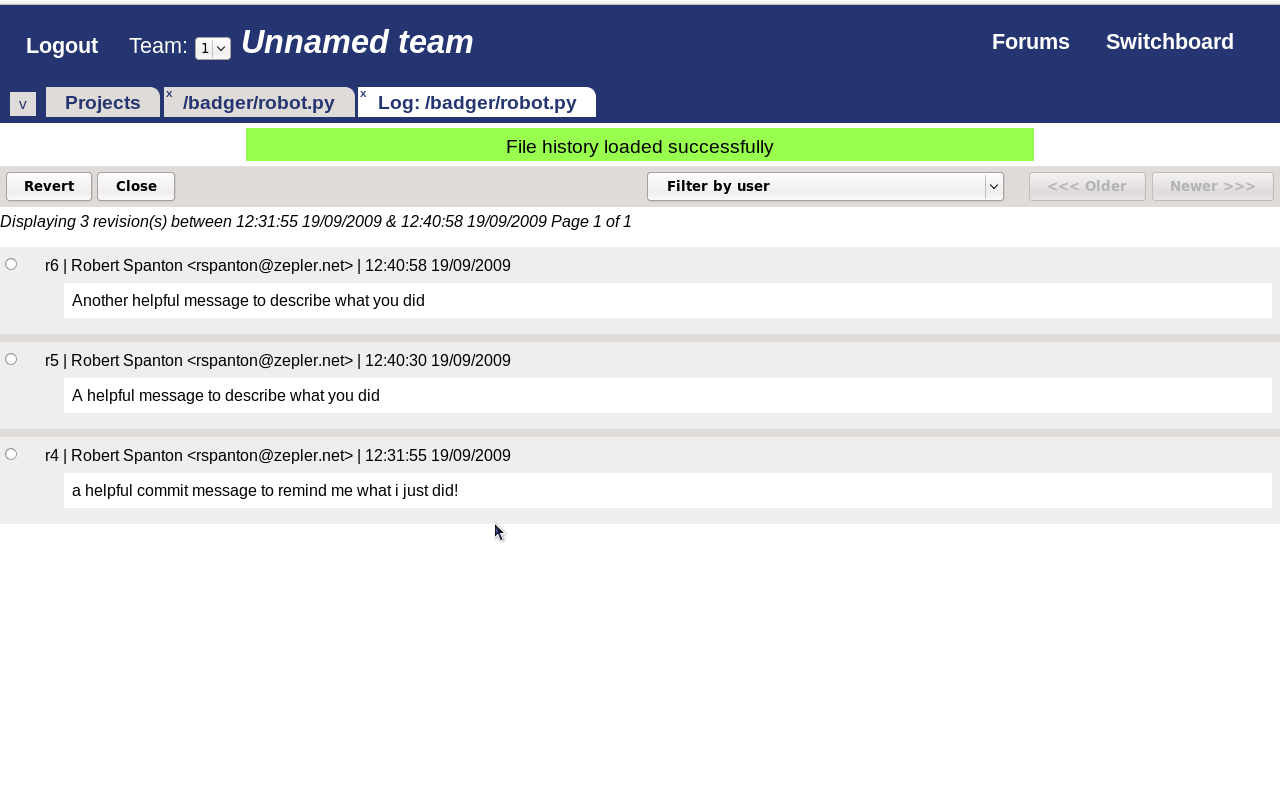 Logout Team: 1 Unnamed team Forums Switchboard
v Projects x /badger/robot.py x Log: /badger/robot.py
File history loaded successfully
Revert Close Filter by user <<< Older Newer >>>
Displaying 3 revision(s) between 12:31:55 19/09/2009 & 12:40:58 19/09/2009 Page 1 of 1
r6 | Robert Spanton <rspanton@zepler.net> | 12:40:58 19/09/2009
Another helpful message to describe what you did
r5 | Robert Spanton <rspanton@zepler.net> | 12:40:30 19/09/2009
A helpful message to describe what you did
r4 | Robert Spanton <rspanton@zepler.net> | 12:31:55 19/09/2009
a helpful commit message to remind me what i just did!